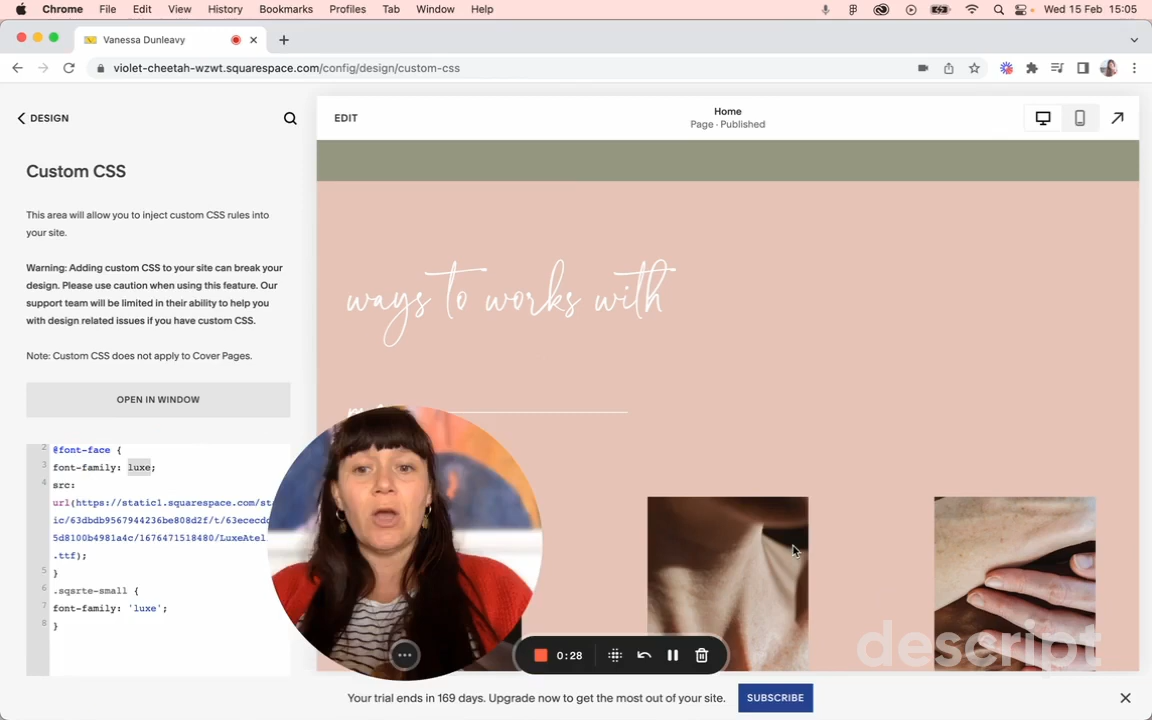 Chrome File Edit View History Bookmarks Profiles Tab Window Help Wed 15 Feb 15:05
Vanessa Dunleavy
violet-cheetah-wzwt.squarespace.com/config/design/custom-css
DESIGN
EDIT
Home
Page · Published
Custom CSS
This area will allow you to inject custom CSS rules into
your site.
Warning: Adding custom CSS to your site can break your
design. Please use caution when using this feature. Our
support team will be limited in their ability to help you
with design related issues if you have custom CSS.
Note: Custom CSS does not apply to Cover Pages.
OPEN IN WINDOW
2 @font-face {
3 font-family: luxe;
4 src:
url(https://static1.squarespace.com/stat
ic/63dbdb9567944236be808d2f/t/63ececdc
5d8100b4981a4c/1676471518480/LuxeAtel
.ttf);
5 }
6 .sqsrte-small {
7 font-family: 'luxe';
8 }
ways to works with
0:28
descript
Your trial ends in 169 days. Upgrade now to get the most out of your site.
SUBSCRIBE